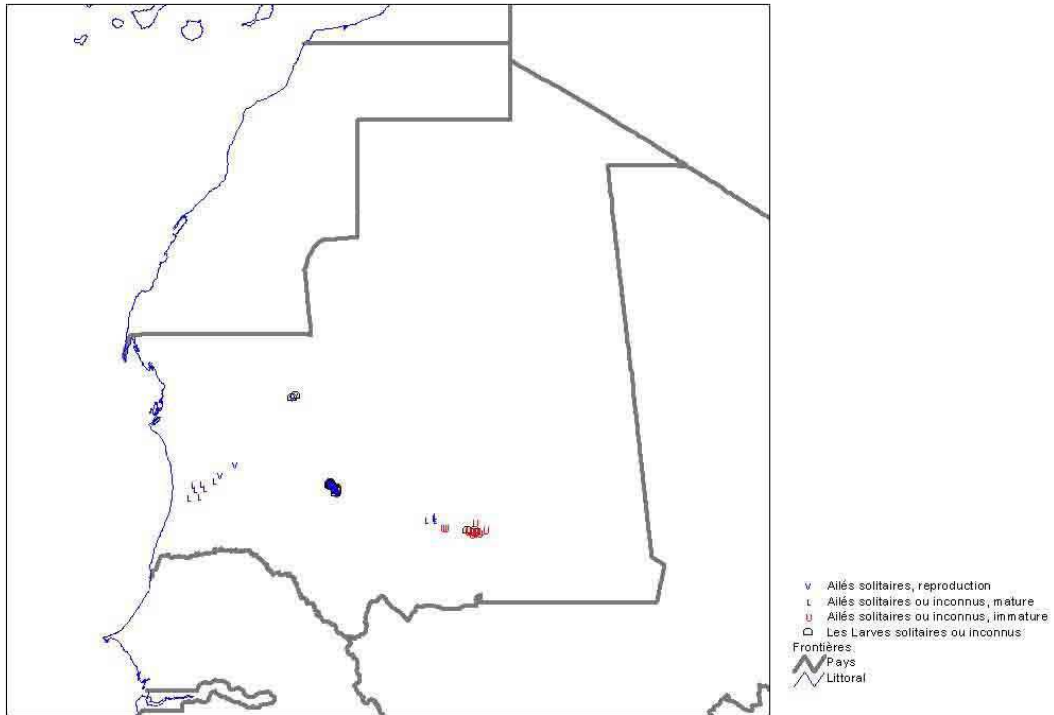 Ailés solitaires, reproduction
Ailés solitaires ou inconnus, mature
Ailés solitaires ou inconnus, immature
Les Larves solitaires ou inconnus
Frontières
Pays
Littoral